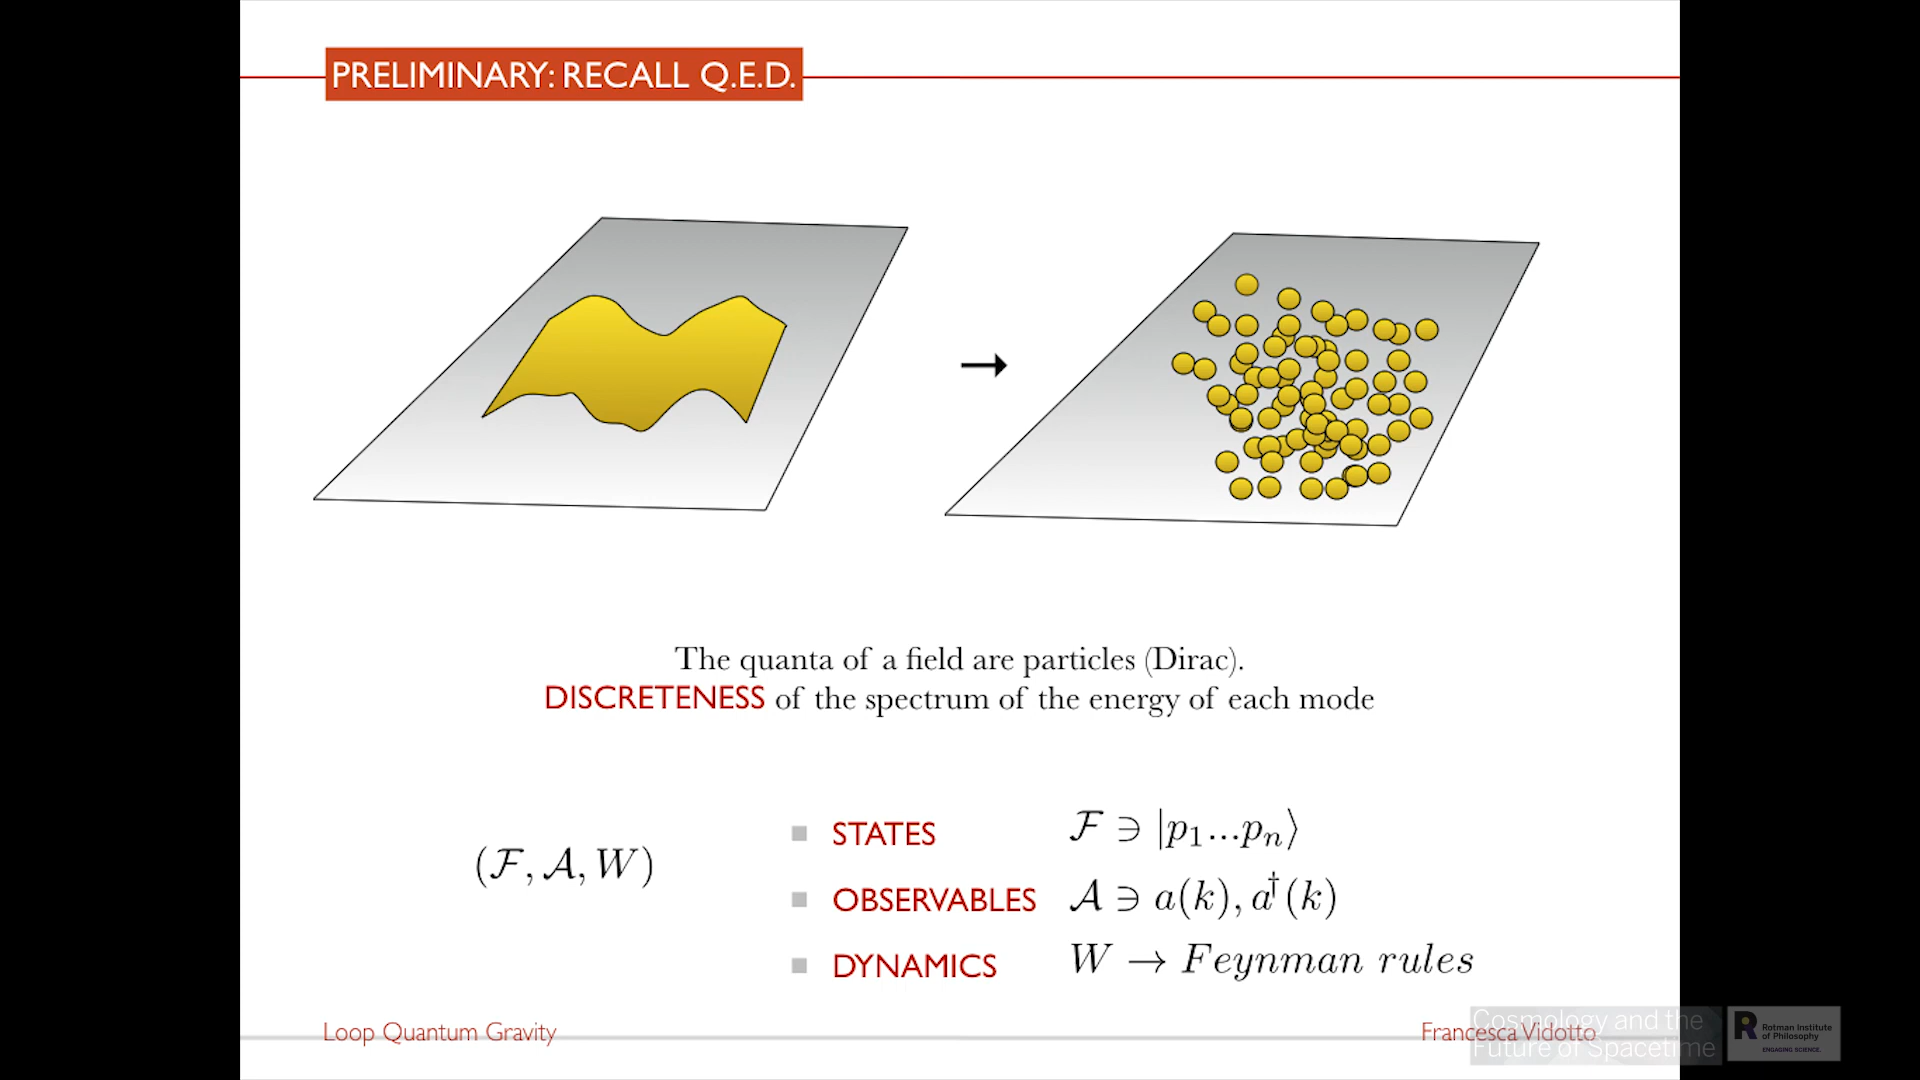 PRELIMINARY: RECALL Q.E.D.
→
The quanta of a field are particles (Dirac).
DISCRETENESS of the spectrum of the energy of each mode
(ℱ, 𝒜, W)
STATES ℱ ∋ |p₁...pₙ⟩
OBSERVABLES 𝒜 ∋ a(k), a†(k)
DYNAMICS W → Feynman rules
Loop Quantum Gravity
Francesca Vidotto
Cosmology and the
Future of Spacetime
R Rotman Institute
of Philosophy
ENGAGING SCIENCE.